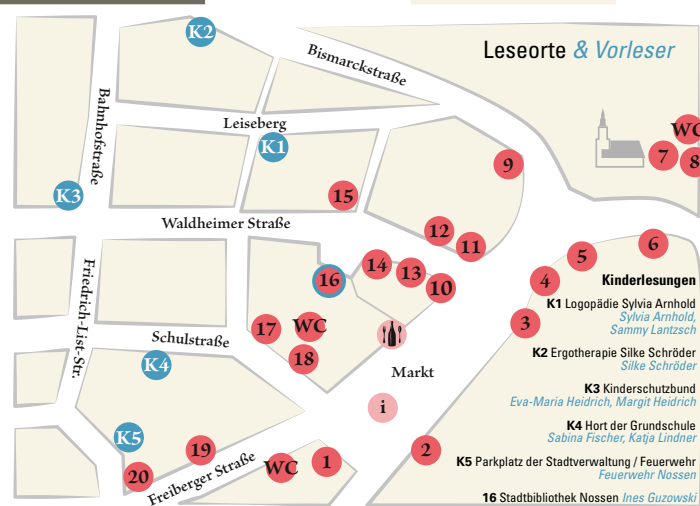 Leseorte & Vorleser
K2
Bismarckstraße
Bahnhofstraße
Leiseberg
K1
WC
7
8
9
K3
15
Waldheimer Straße
12
11
6
5
14
13
16
10
4
3
Friedrich-List-Str.
17
WC
18
Schulstraße
K4
Markt
i
K5
19
20
Freiberger Straße
WC
1
2
Kinderlesungen
K1 Logopädie Sylvia Arnhold
Sylvia Arnhold,
Sammy Lantzsch
K2 Ergotherapie Silke Schröder
Silke Schröder
K3 Kinderschutzbund
Eva-Maria Heidrich, Margit Heidrich
K4 Hort der Grundschule
Sabina Fischer, Katja Lindner
K5 Parkplatz der Stadtverwaltung / Feuerwehr
Feuerwehr Nossen
16 Stadtbibliothek Nossen Ines Guzowski